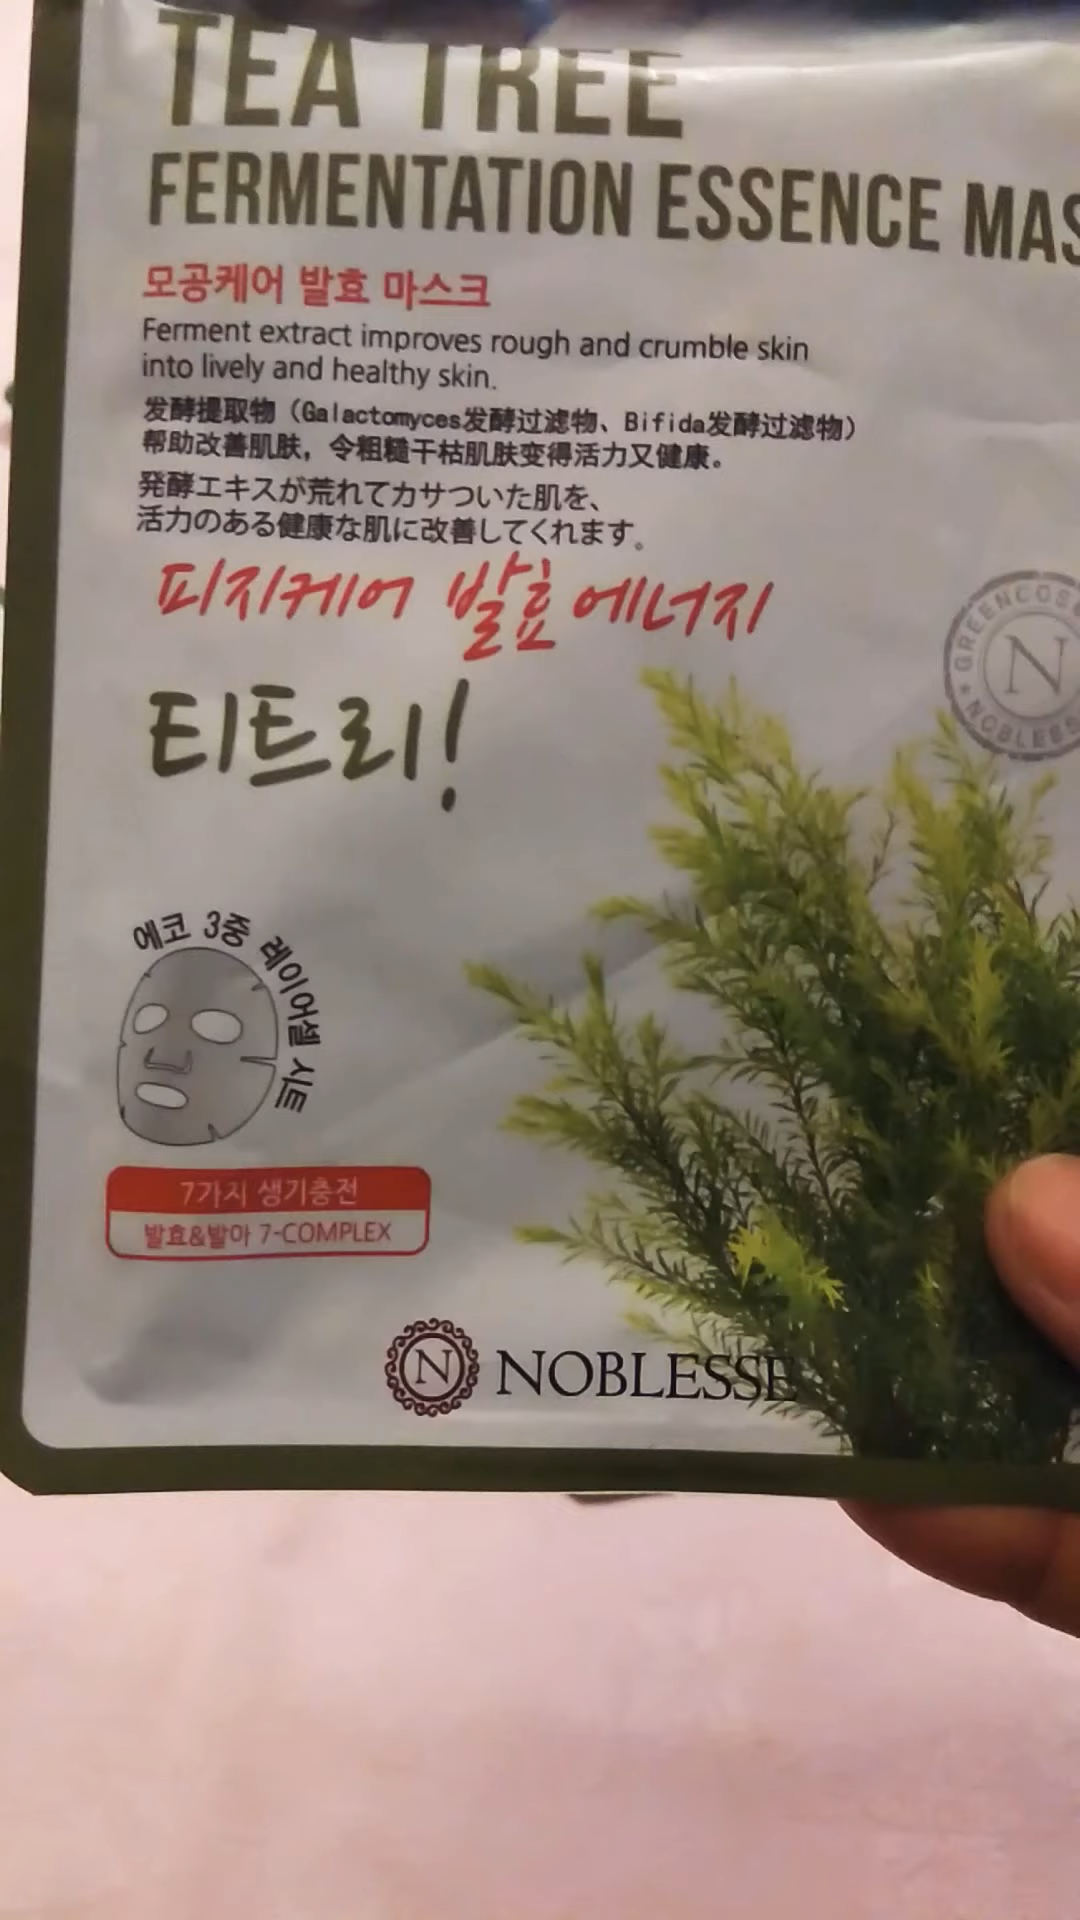 TEA TREE
FERMENTATION ESSENCE MAS
모공케어 발효 마스크
Ferment extract improves rough and crumble skin
into lively and healthy skin.
发酵提取物（Galactomyces发酵过滤物、Bifida发酵过滤物）
帮助改善肌肤，令粗糙干枯肌肤变得活力又健康。
発酵エキスが荒れてカサついた肌を、
活力のある健康な肌に改善してくれます。
피지케어 발효 에너지
티트리!
GREENCOS
N
NOBLESS
에코 3중 레이어셀 시트
7가지 생기충전
발효&발아 7-COMPLEX
N NOBLESSE